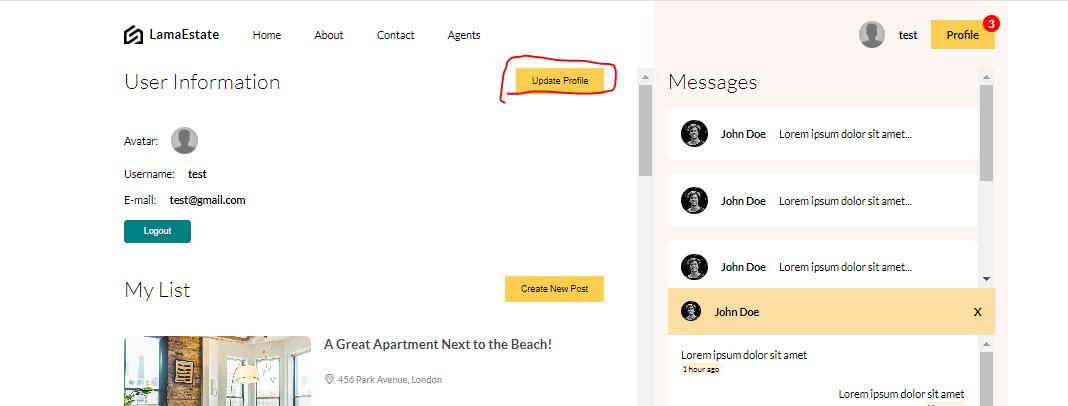 LamaEstate Home About Contact Agents test Profile 3
User Information Update Profile
Avatar:
Username: test
E-mail: test@gmail.com
Logout
My List Create New Post
A Great Apartment Next to the Beach!
456 Park Avenue, London
Messages
John Doe Lorem ipsum dolor sit amet...
John Doe Lorem ipsum dolor sit amet...
John Doe Lorem ipsum dolor sit amet...
John Doe X
Lorem ipsum dolor sit amet
1 hour ago
Lorem ipsum dolor sit amet